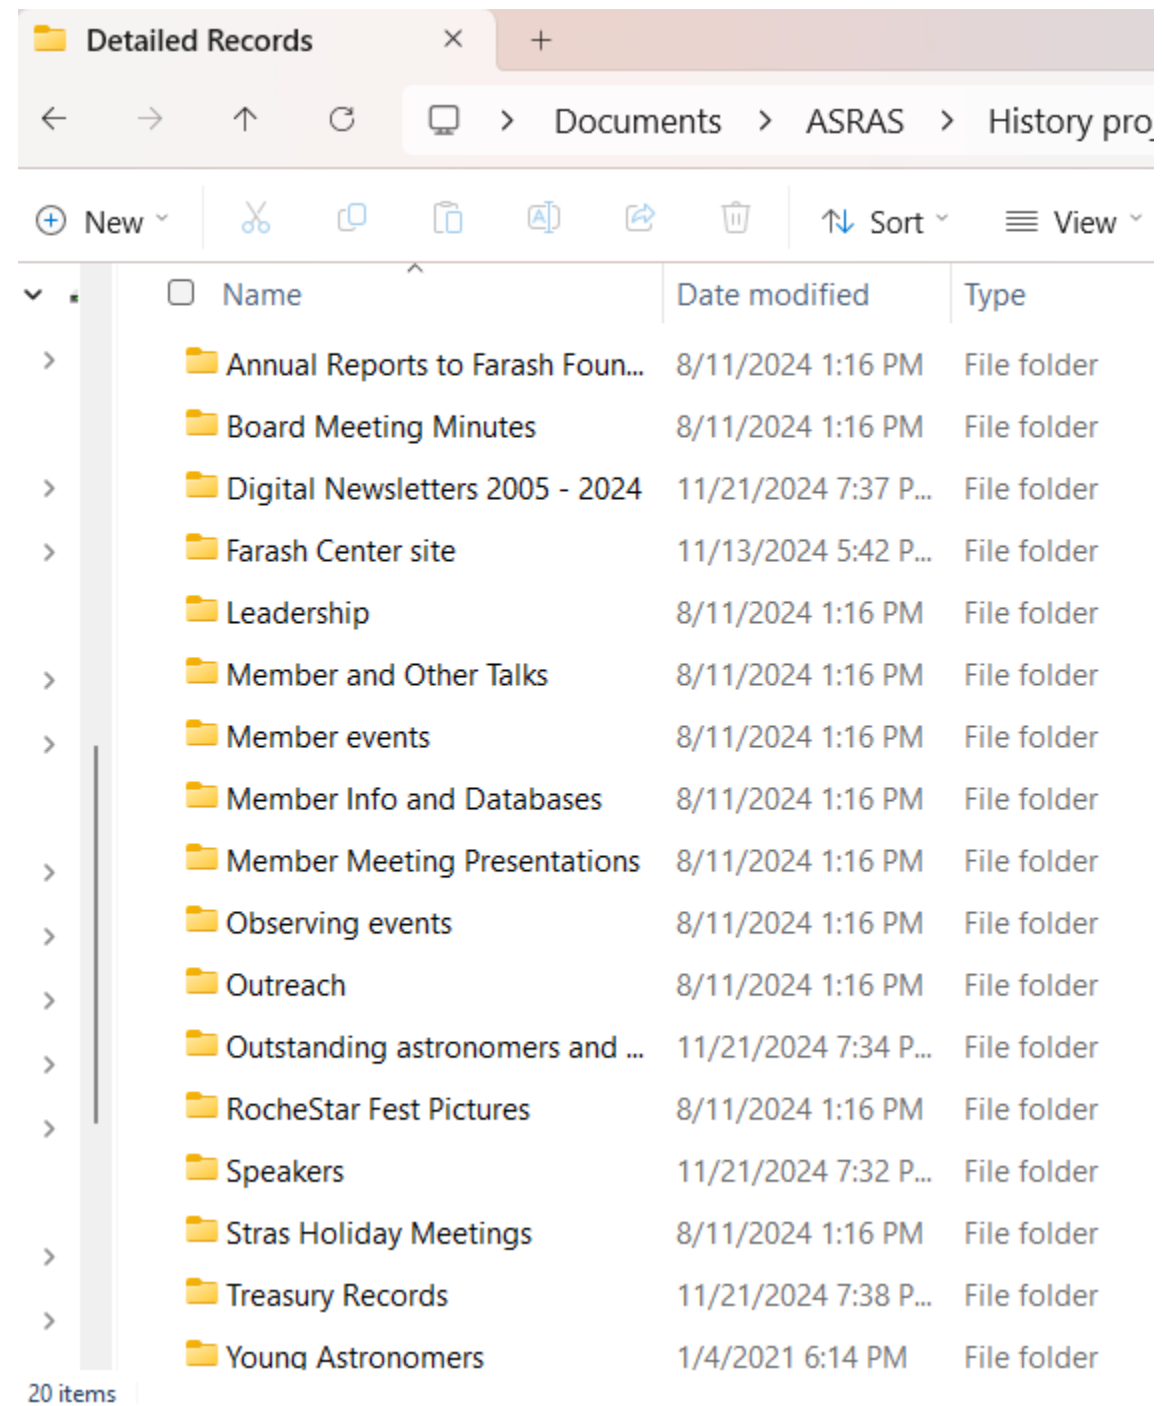 Detailed Records
Documents > ASRAS > History pro
New Sort View
Name Date modified Type
Annual Reports to Farash Foun... 8/11/2024 1:16 PM File folder
Board Meeting Minutes 8/11/2024 1:16 PM File folder
Digital Newsletters 2005 - 2024 11/21/2024 7:37 P... File folder
Farash Center site 11/13/2024 5:42 P... File folder
Leadership 8/11/2024 1:16 PM File folder
Member and Other Talks 8/11/2024 1:16 PM File folder
Member events 8/11/2024 1:16 PM File folder
Member Info and Databases 8/11/2024 1:16 PM File folder
Member Meeting Presentations 8/11/2024 1:16 PM File folder
Observing events 8/11/2024 1:16 PM File folder
Outreach 8/11/2024 1:16 PM File folder
Outstanding astronomers and ... 11/21/2024 7:34 P... File folder
RocheStar Fest Pictures 8/11/2024 1:16 PM File folder
Speakers 11/21/2024 7:32 P... File folder
Stras Holiday Meetings 8/11/2024 1:16 PM File folder
Treasury Records 11/21/2024 7:38 P... File folder
Young Astronomers 1/4/2021 6:14 PM File folder
20 items